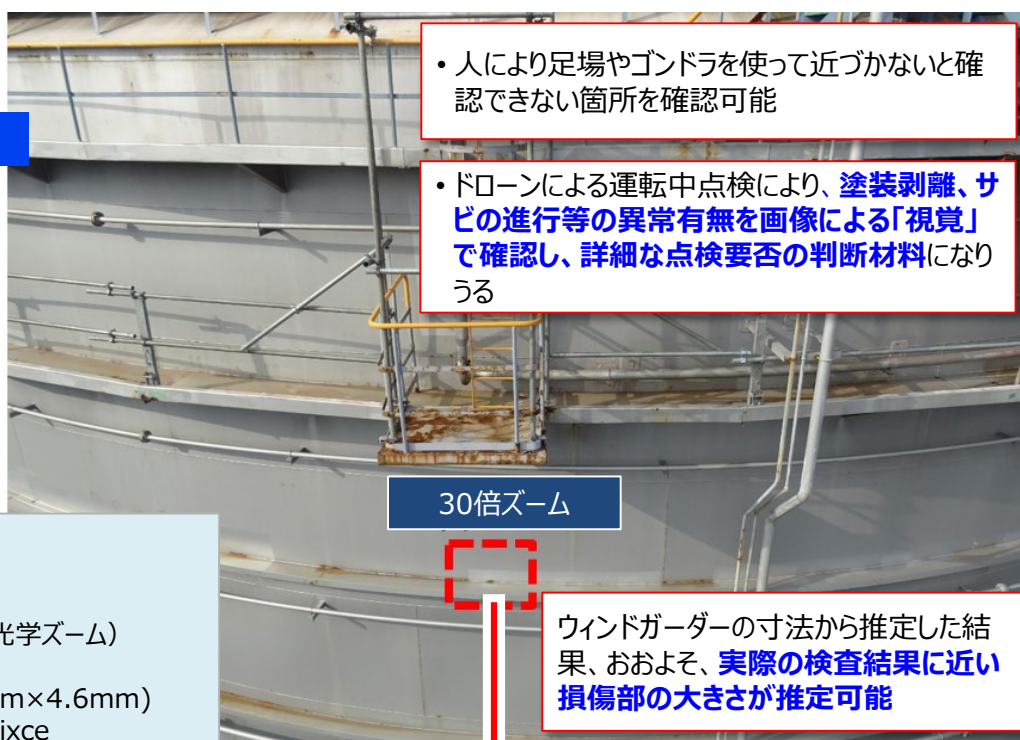 ・人により足場やゴンドラを使って近づかないと確
認できない箇所を確認可能
・ドローンによる運転中点検により、塗装剥離、サ
ビの進行等の異常有無を画像による「視覚」
で確認し、詳細な点検要否の判断材料になり
うる
30倍ズーム
光学ズーム）
m×4.6mm)
ixce
ウィンドガーダーの寸法から推定した結
果、おおよそ、実際の検査結果に近い
損傷部の大きさが推定可能